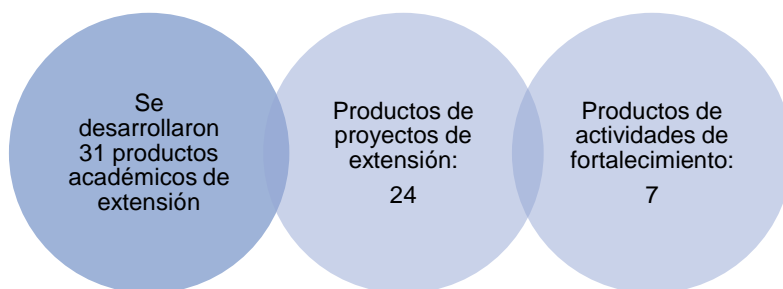 Se
desarrollaron
31 productos
académicos de
extensión
Productos de
proyectos de
extensión:
24
Productos de
actividades de
fortalecimiento:
7